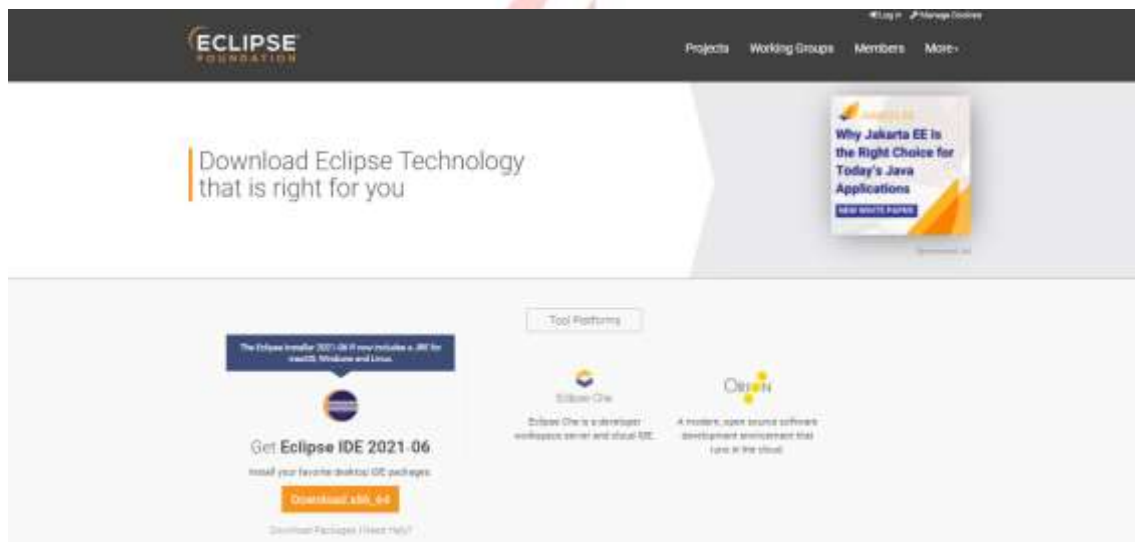 Log in Manage Cookies
ECLIPSE
FOUNDATION
Projects Working Groups Members More
Download Eclipse Technology
that is right for you
Why Jakarta EE Is
the Right Choice for
Today's Java
Applications
NEW WHITE PAPER
Tool Platforms
The Eclipse Installer 2021-06 R now includes a JRE for
macOS, Windows and Linux.
Get Eclipse IDE 2021-06
Install your favorite desktop IDE packages.
Download x86_64
Download Packages | Need Help?
Eclipse Che
Eclipse Che is a developer
workspace server and cloud IDE.
ORION
A modern, open source software
development environment that
runs in the cloud.